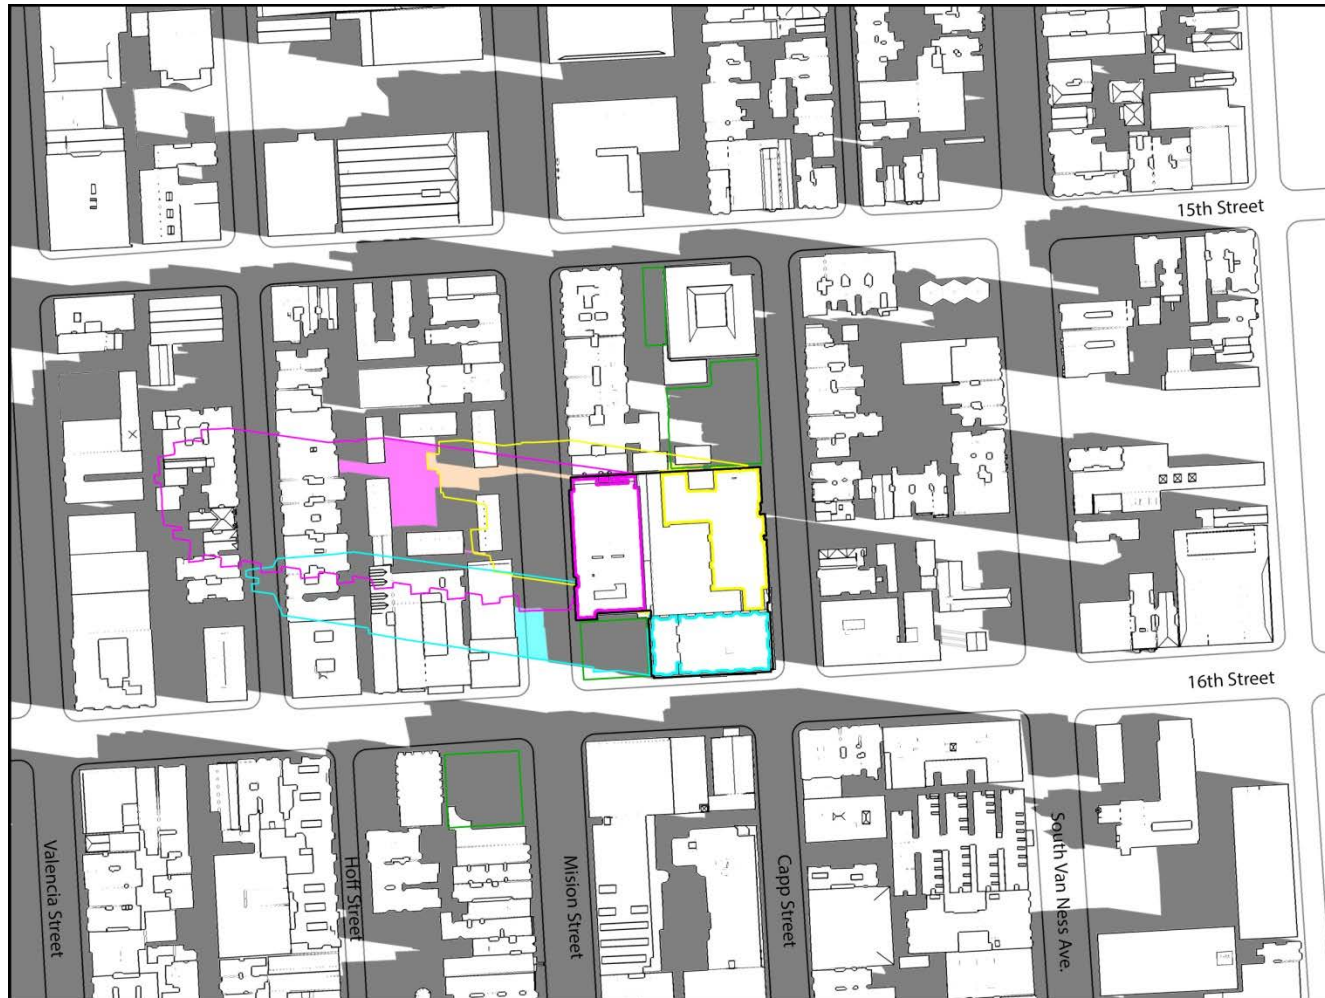 15th Street
16th Street
Valencia Street
Hoff Street
Mision Street
Capp Street
South Van Ness Ave.